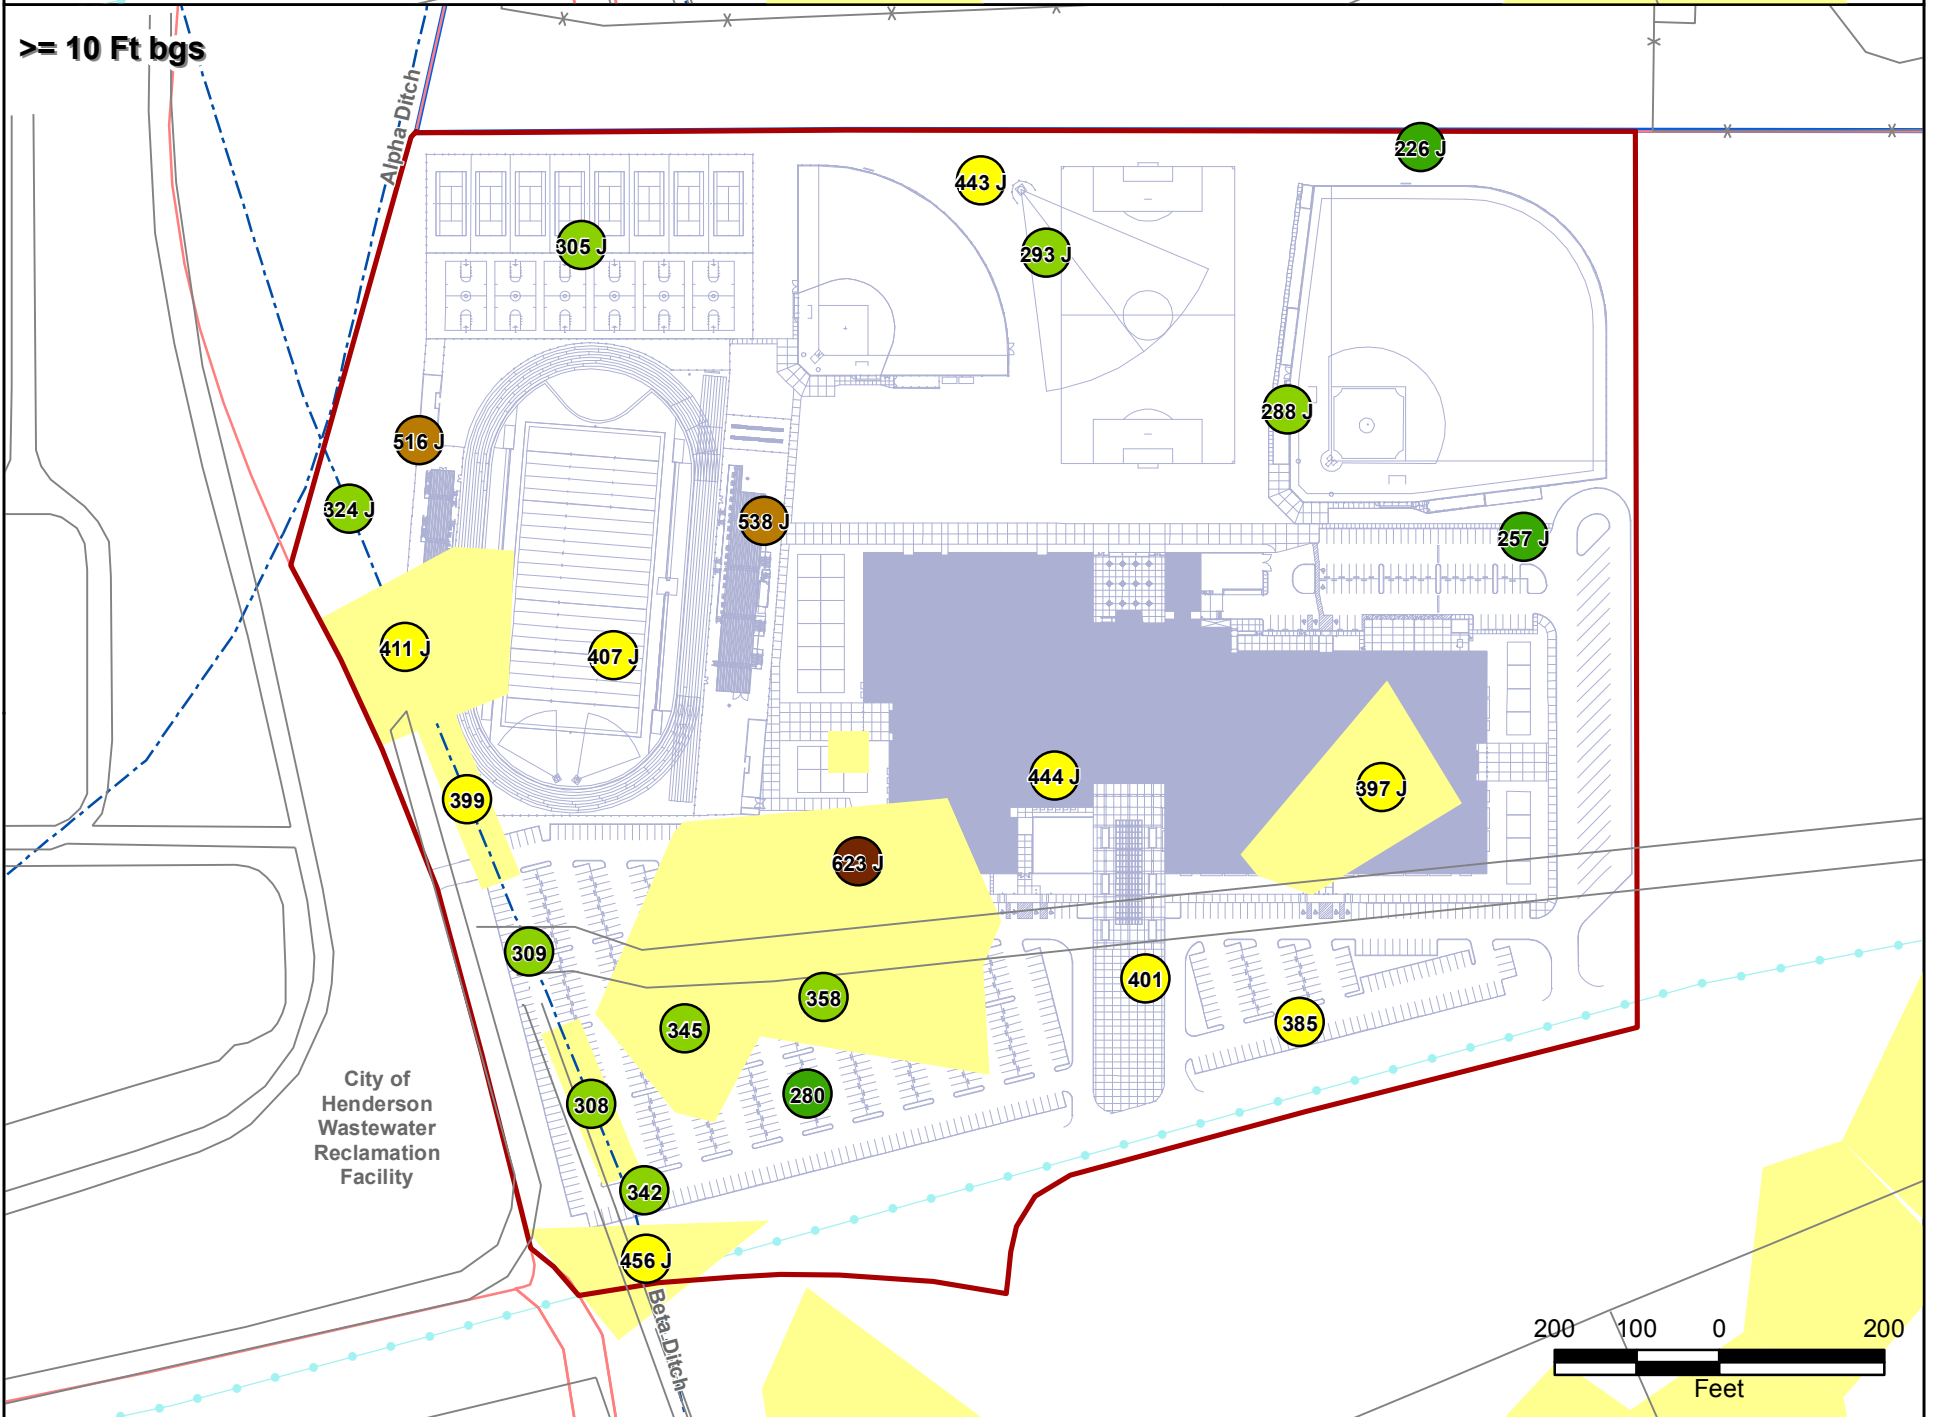 >= 10 Ft bgs
Alpha Ditch
226 J
443 J
305 J
293 J
288 J
516 J
324 J
538 J
257 J
411 J
407 J
444 J
397 J
399
623 J
309
358
401
345
385
280
308
City of
Henderson
Wastewater
Reclamation
Facility
342
456 J
Beta Ditch
200 100 0 200
Feet